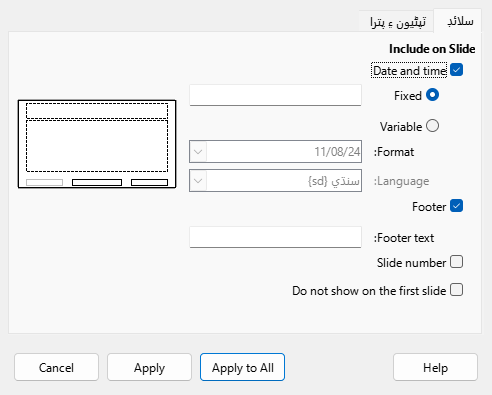 سلائڊ
ٽپڻيون ۽ پترا
Include on Slide
Date and time
Fixed
Variable
Format:
11/08/24
Language:
سنڌي {sd}
Footer
Footer text:
Slide number
Do not show on the first slide
Cancel
Apply
Apply to All
Help